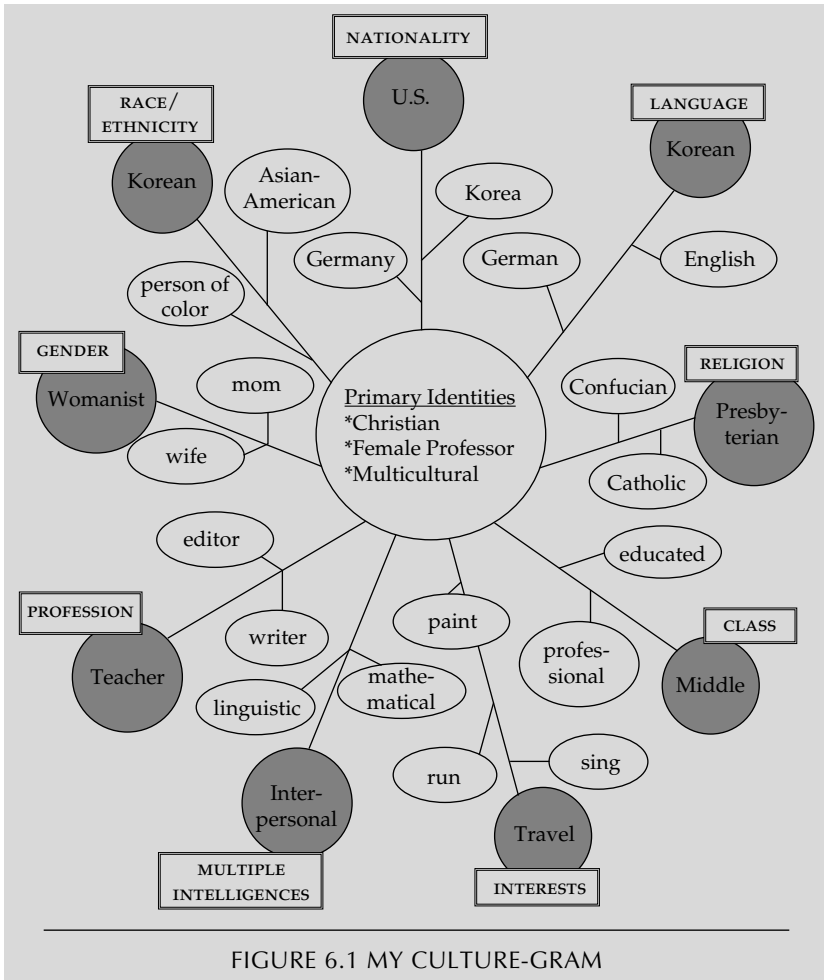 NATIONALITY
U.S.
RACE/
ETHNICITY
Korean
LANGUAGE
Korean
Asian-
American
Korea
Germany
German
English
person of
color
GENDER
Womanist
mom
wife
Primary Identities
*Christian
*Female Professor
*Multicultural
RELIGION
Presby-
terian
Confucian
Catholic
editor
writer
PROFESSION
Teacher
linguistic
mathe-
matical
Inter-
personal
MULTIPLE
INTELLIGENCES
paint
run
sing
Travel
INTERESTS
educated
profes-
sional
CLASS
Middle
FIGURE 6.1 MY CULTURE-GRAM